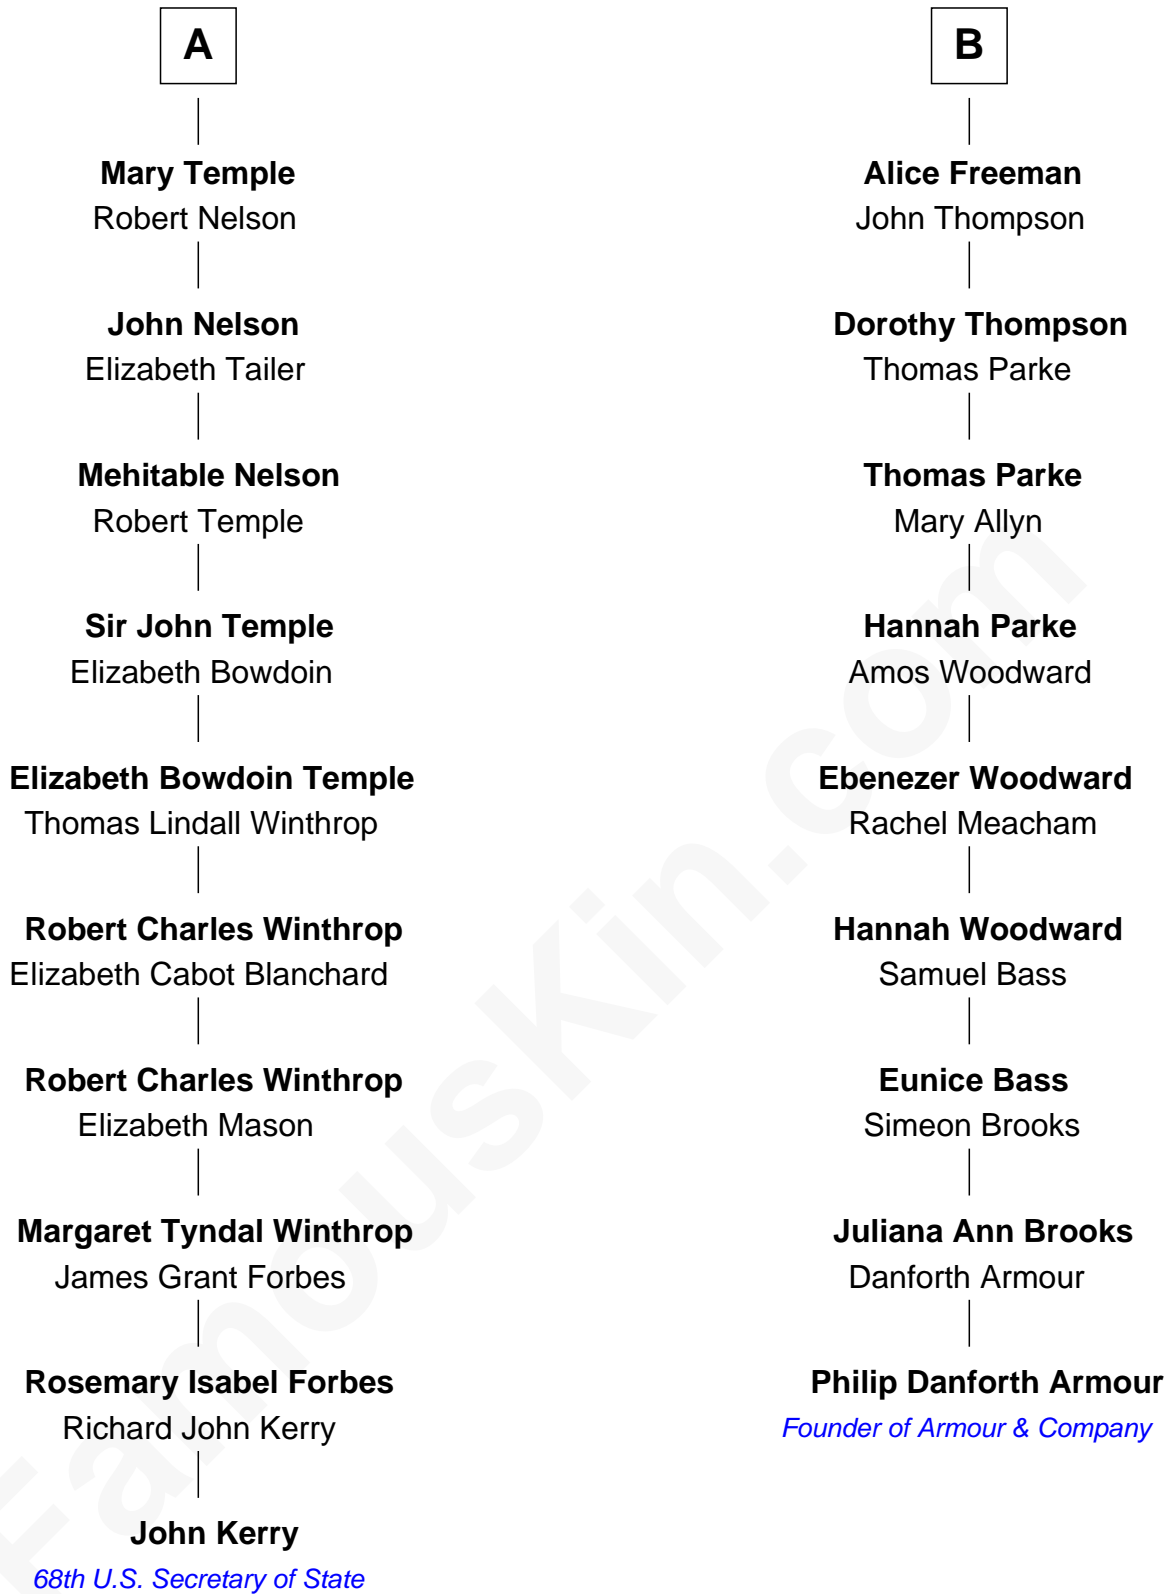 A
Mary Temple
Robert Nelson
John Nelson
Elizabeth Tailer
Mehitable Nelson
Robert Temple
Sir John Temple
Elizabeth Bowdoin
Elizabeth Bowdoin Temple
Thomas Lindall Winthrop
Robert Charles Winthrop
Elizabeth Cabot Blanchard
Robert Charles Winthrop
Elizabeth Mason
Margaret Tyndal Winthrop
James Grant Forbes
Rosemary Isabel Forbes
Richard John Kerry
John Kerry
68th U.S. Secretary of State
B
Alice Freeman
John Thompson
Dorothy Thompson
Thomas Parke
Thomas Parke
Mary Allyn
Hannah Parke
Amos Woodward
Ebenezer Woodward
Rachel Meacham
Hannah Woodward
Samuel Bass
Eunice Bass
Simeon Brooks
Juliana Ann Brooks
Danforth Armour
Philip Danforth Armour
Founder of Armour & Company
FamousKin.com